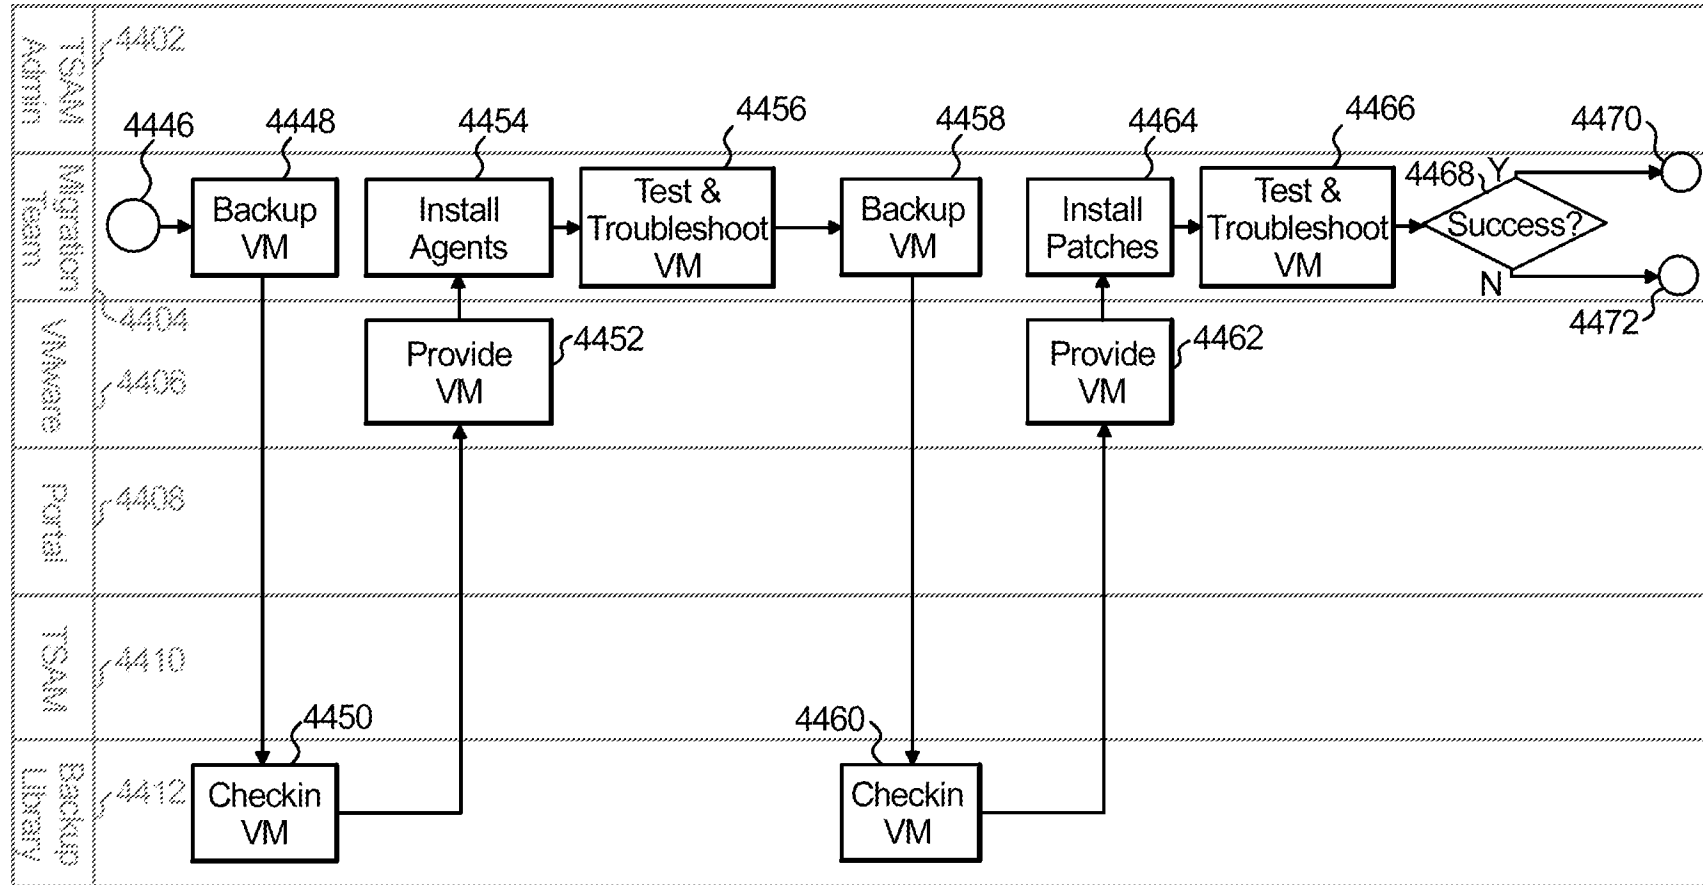 TSAM
Admin
4402
4446
4448
4454
4456
4458
4464
4466
4470
Migration
Team
4404
Backup
VM
Install
Agents
Test &
Troubleshoot
VM
Backup
VM
Install
Patches
Test &
Troubleshoot
VM
4468
Success?
Y
N
4472
VMware
4406
Provide
VM
4452
Provide
VM
4462
Portal
4408
TSAM
4410
Backup
Library
4412
4450
Checkin
VM
4460
Checkin
VM